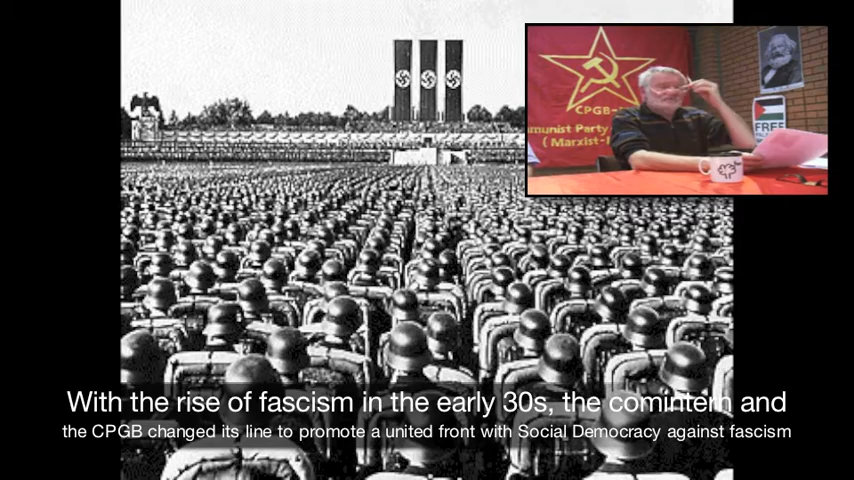 CPGB-
munist Party
( Marxist-
FREE
With the rise of fascism in the early 30s, the comintern and
the CPGB changed its line to promote a united front with Social Democracy against fascism